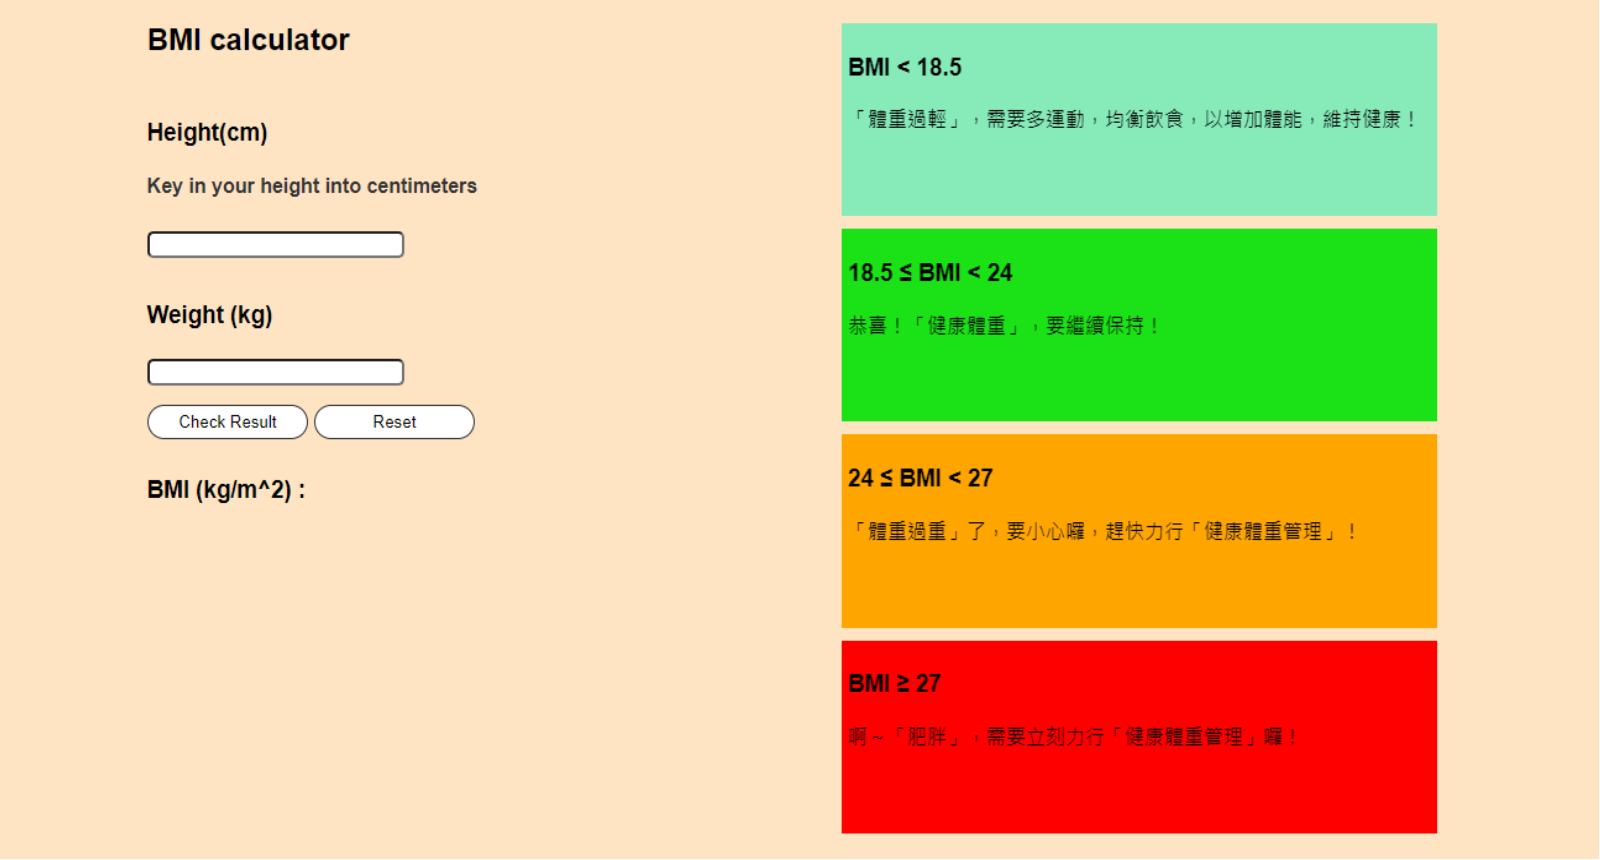 BMI calculator
Height(cm)
Key in your height into centimeters
Weight (kg)
Check Result
Reset
BMI (kg/m^2) :
BMI < 18.5
「體重過輕」，需要多運動，均衡飲食，以增加體能，維持健康！
18.5 ≤ BMI < 24
恭喜！「健康體重」，要繼續保持！
24 ≤ BMI < 27
「體重過重」了，要小心囉，趕快力行「健康體重管理」！
BMI ≥ 27
啊～「肥胖」，需要立刻力行「健康體重管理」囉！